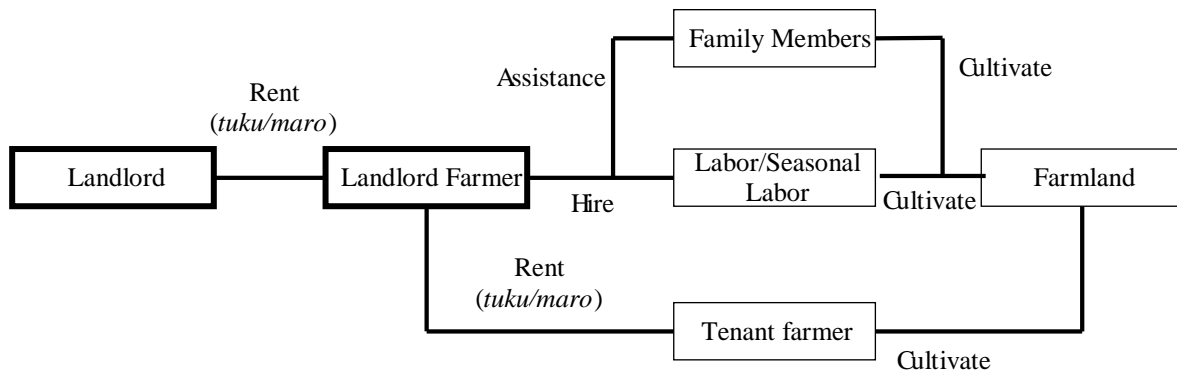 Family Members
Assistance
Cultivate
Rent
(tuku/maro)
Landlord
Landlord Farmer
Hire
Labor/Seasonal
Labor
Cultivate
Farmland
Rent
(tuku/maro)
Tenant farmer
Cultivate